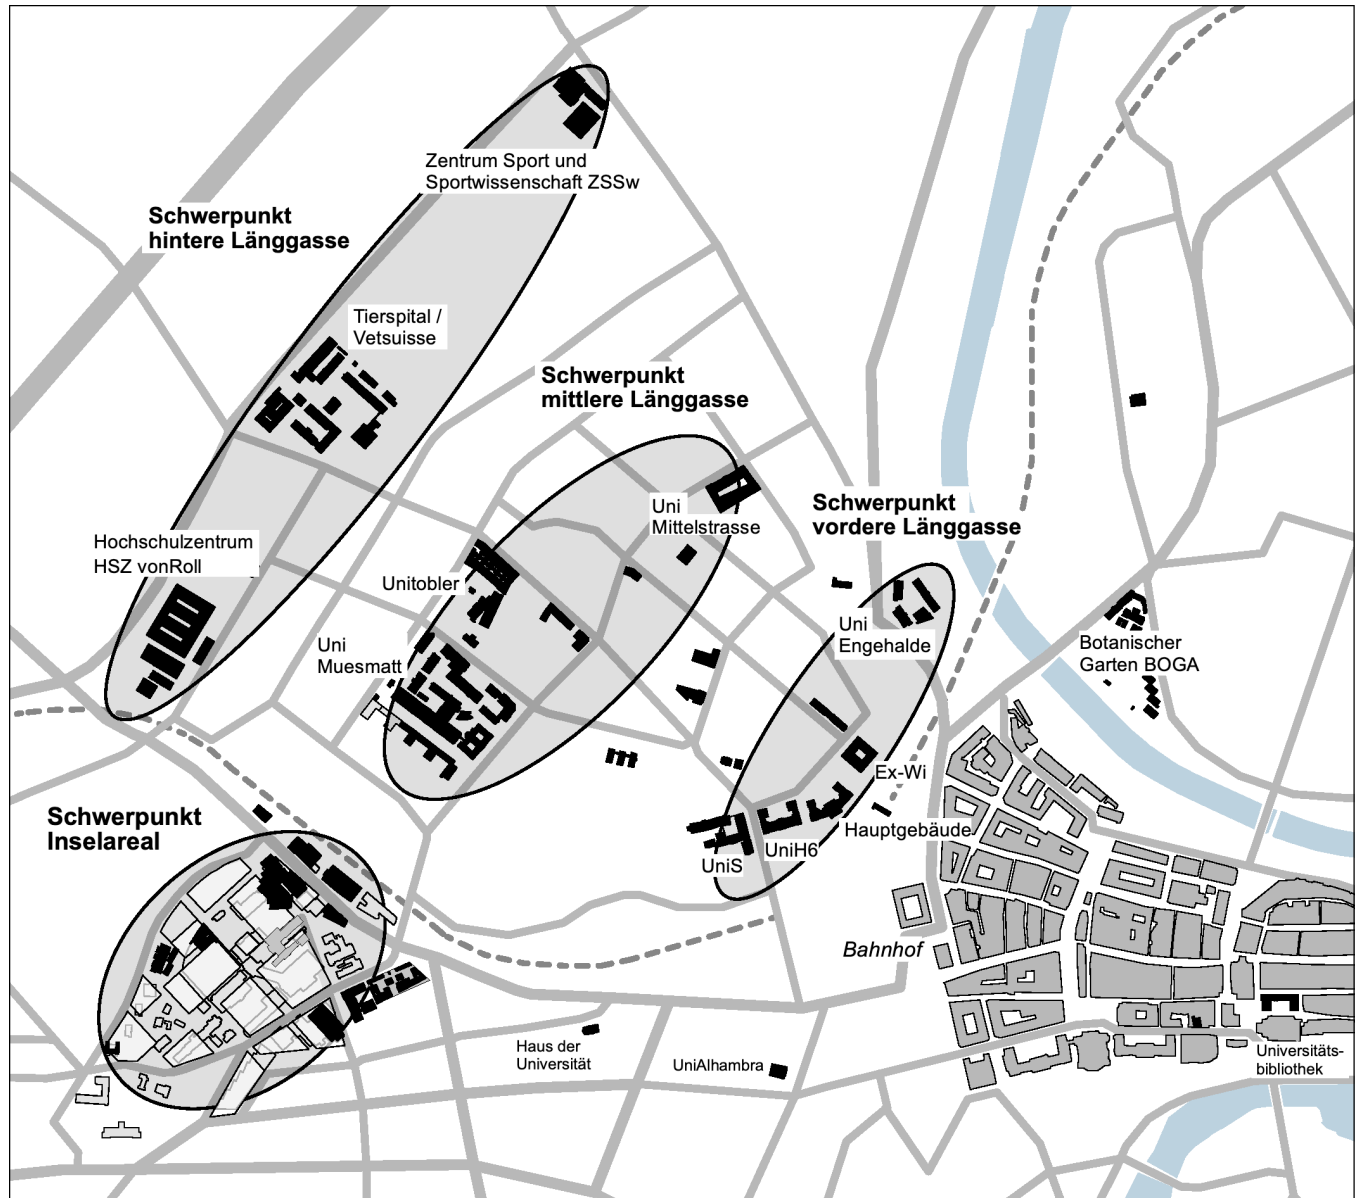 Zentrum Sport und
Sportwissenschaft ZSSw
Schwerpunkt
hintere Länggasse
Tierspital /
Vetsuisse
Schwerpunkt
mittlere Länggasse
Uni
Mittelstrasse
Schwerpunkt
vordere Länggasse
Hochschulzentrum
HSZ vonRoll
Unitobler
Uni
Muesmatt
Uni
Engehalde
Botanischer
Garten BOGA
Ex-Wi
Schwerpunkt
Inselareal
Hauptgebäude
UniH6
UniS
Bahnhof
Haus der
Universität
UniAlhambra
Universitäts-
bibliothek